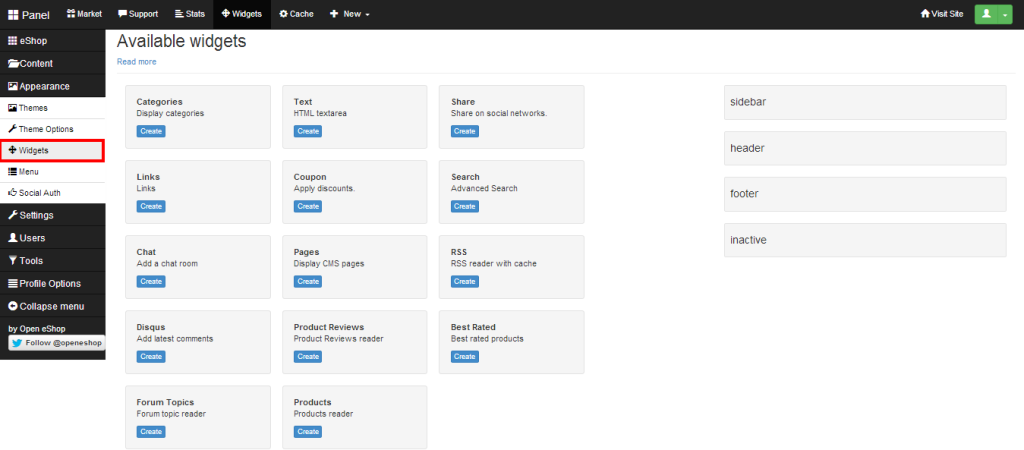 Panel
Market
Support
Stats
Widgets
Cache
New
Visit Site
eShop
Content
Appearance
Themes
Theme Options
Widgets
Menu
Social Auth
Settings
Users
Tools
Profile Options
Collapse menu
by Open eShop
Follow @openeshop
Available widgets
Read more
Categories
Display categories
Create
Text
HTML textarea
Create
Share
Share on social networks.
Create
Links
Links
Create
Coupon
Apply discounts.
Create
Search
Advanced Search
Create
Chat
Add a chat room
Create
Pages
Display CMS pages
Create
RSS
RSS reader with cache
Create
Disqus
Add latest comments
Create
Product Reviews
Product Reviews reader
Create
Best Rated
Best rated products
Create
Forum Topics
Forum topic reader
Create
Products
Products reader
Create
sidebar
header
footer
inactive